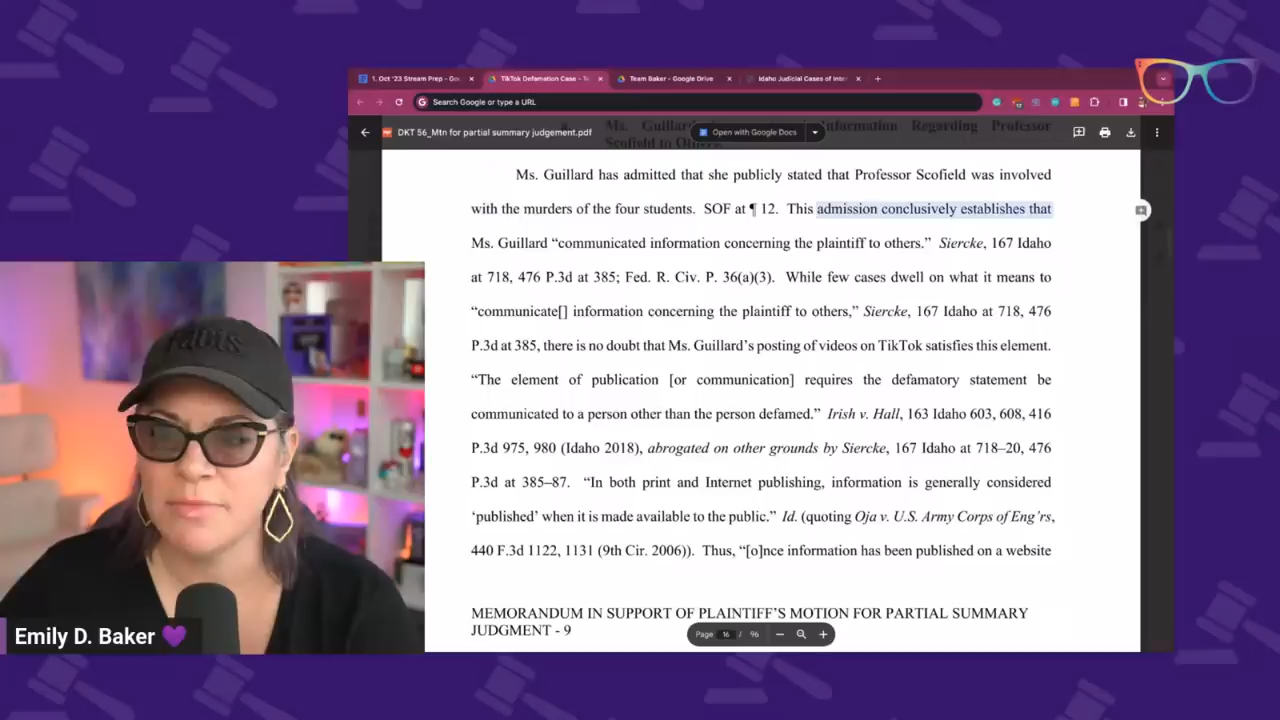 1. Oct '23 Stream Prep - Go
TikTok Defamation Case - T
Team Baker - Google Drive
Idaho Judicial Cases of Inter
Search Google or type a URL
DKT 56_Mtn for partial summary judgement.pdf
Open with Google Docs
Ms. Guillard has admitted that she publicly stated that Professor Scofield was involved
with the murders of the four students. SOF at ¶ 12. This admission conclusively establishes that
Ms. Guillard “communicated information concerning the plaintiff to others.” Siercke, 167 Idaho
at 718, 476 P.3d at 385; Fed. R. Civ. P. 36(a)(3). While few cases dwell on what it means to
“communicate[] information concerning the plaintiff to others,” Siercke, 167 Idaho at 718, 476
P.3d at 385, there is no doubt that Ms. Guillard’s posting of videos on TikTok satisfies this element.
“The element of publication [or communication] requires the defamatory statement be
communicated to a person other than the person defamed.” Irish v. Hall, 163 Idaho 603, 608, 416
P.3d 975, 980 (Idaho 2018), abrogated on other grounds by Siercke, 167 Idaho at 718–20, 476
P.3d at 385–87. “In both print and Internet publishing, information is generally considered
‘published’ when it is made available to the public.” Id. (quoting Oja v. U.S. Army Corps of Eng’rs,
440 F.3d 1122, 1131 (9th Cir. 2006)). Thus, “[o]nce information has been published on a website
MEMORANDUM IN SUPPORT OF PLAINTIFF’S MOTION FOR PARTIAL SUMMARY
JUDGMENT - 9
Page 16 / 96
facts
Emily D. Baker 💜